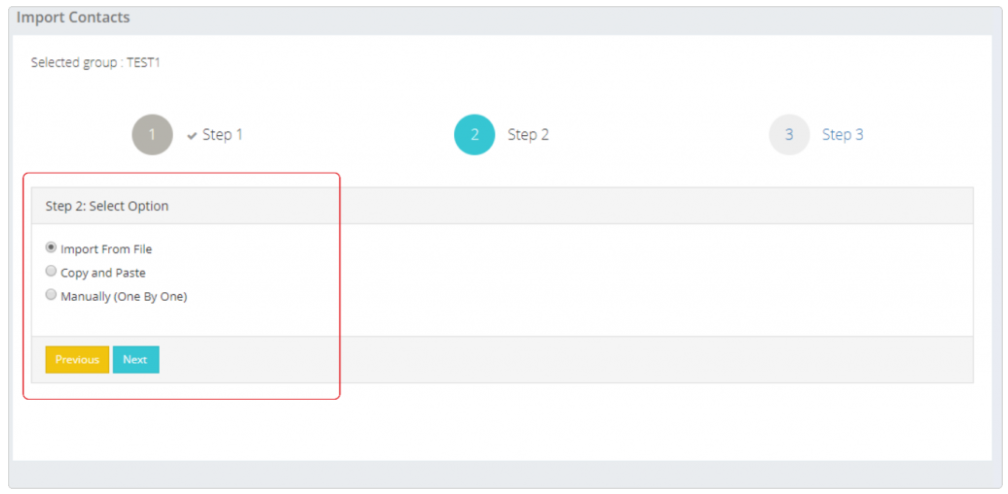 Import Contacts
Selected group : TEST1
1 ✓ Step 1 2 Step 2 3 Step 3
Step 2: Select Option
Import From File
Copy and Paste
Manually (One By One)
Previous Next